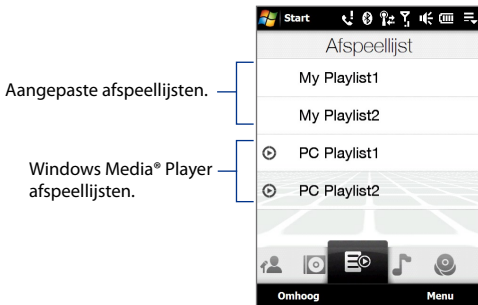 Start
Afspeellijst
Aangepaste afspeellijsten.
My Playlist1
My Playlist2
Windows Media® Player
afspeellijsten.
PC Playlist1
PC Playlist2
Omhoog Menu